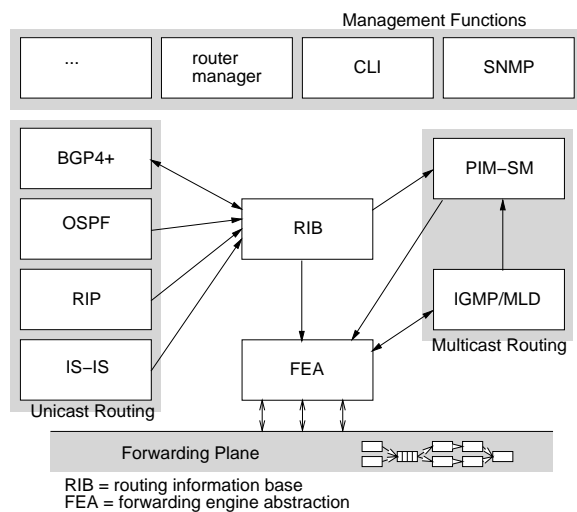 Management Functions
...
router
manager
CLI
SNMP
BGP4+
OSPF
RIP
IS−IS
Unicast Routing
RIB
FEA
PIM−SM
IGMP/MLD
Multicast Routing
Forwarding Plane
RIB = routing information base
FEA = forwarding engine abstraction